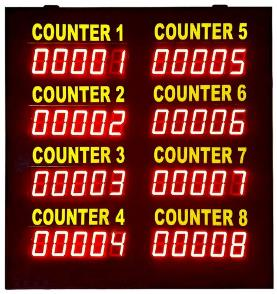 COUNTER 1
00001
COUNTER 2
00002
COUNTER 3
00003
COUNTER 4
00004
COUNTER 5
00005
COUNTER 6
00006
COUNTER 7
00007
COUNTER 8
00008